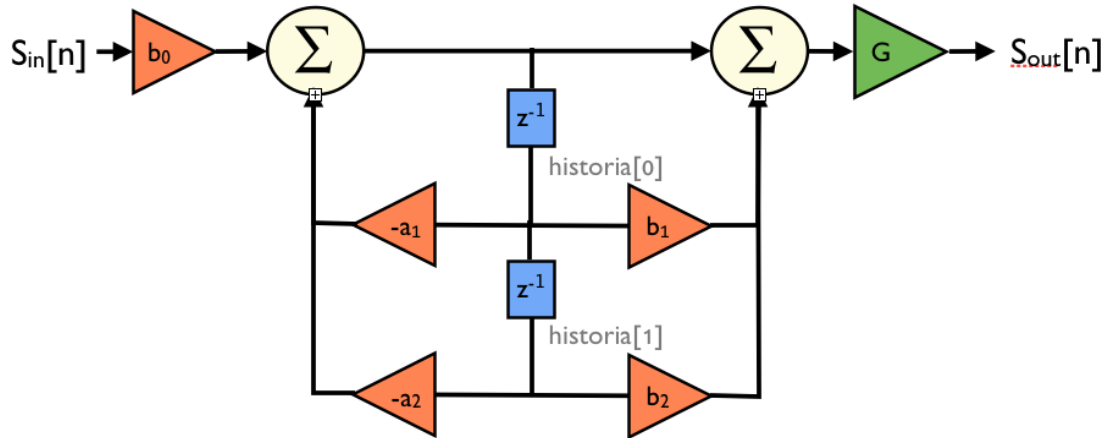 Sin[n]
b0
Σ
Σ
G
Sout[n]
z-1
historia[0]
-a1
b1
z-1
historia[1]
-a2
b2